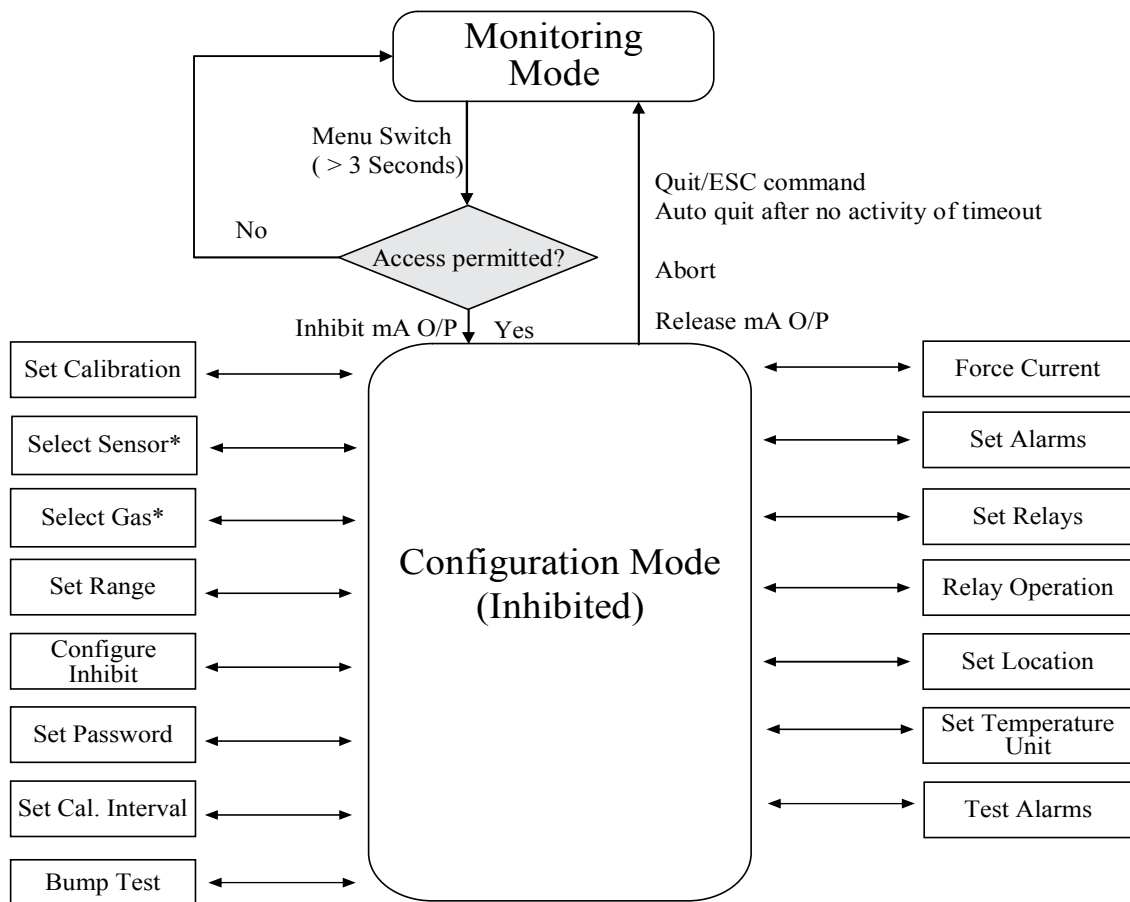 Monitoring
Mode
Menu Switch
( > 3 Seconds)
Quit/ESC command
Auto quit after no activity of timeout
No
Access permitted?
Abort
Inhibit mA O/P
Yes
Release mA O/P
Set Calibration
Select Sensor*
Select Gas*
Set Range
Configure
Inhibit
Set Password
Set Cal. Interval
Bump Test
Configuration Mode
(Inhibited)
Force Current
Set Alarms
Set Relays
Relay Operation
Set Location
Set Temperature
Unit
Test Alarms